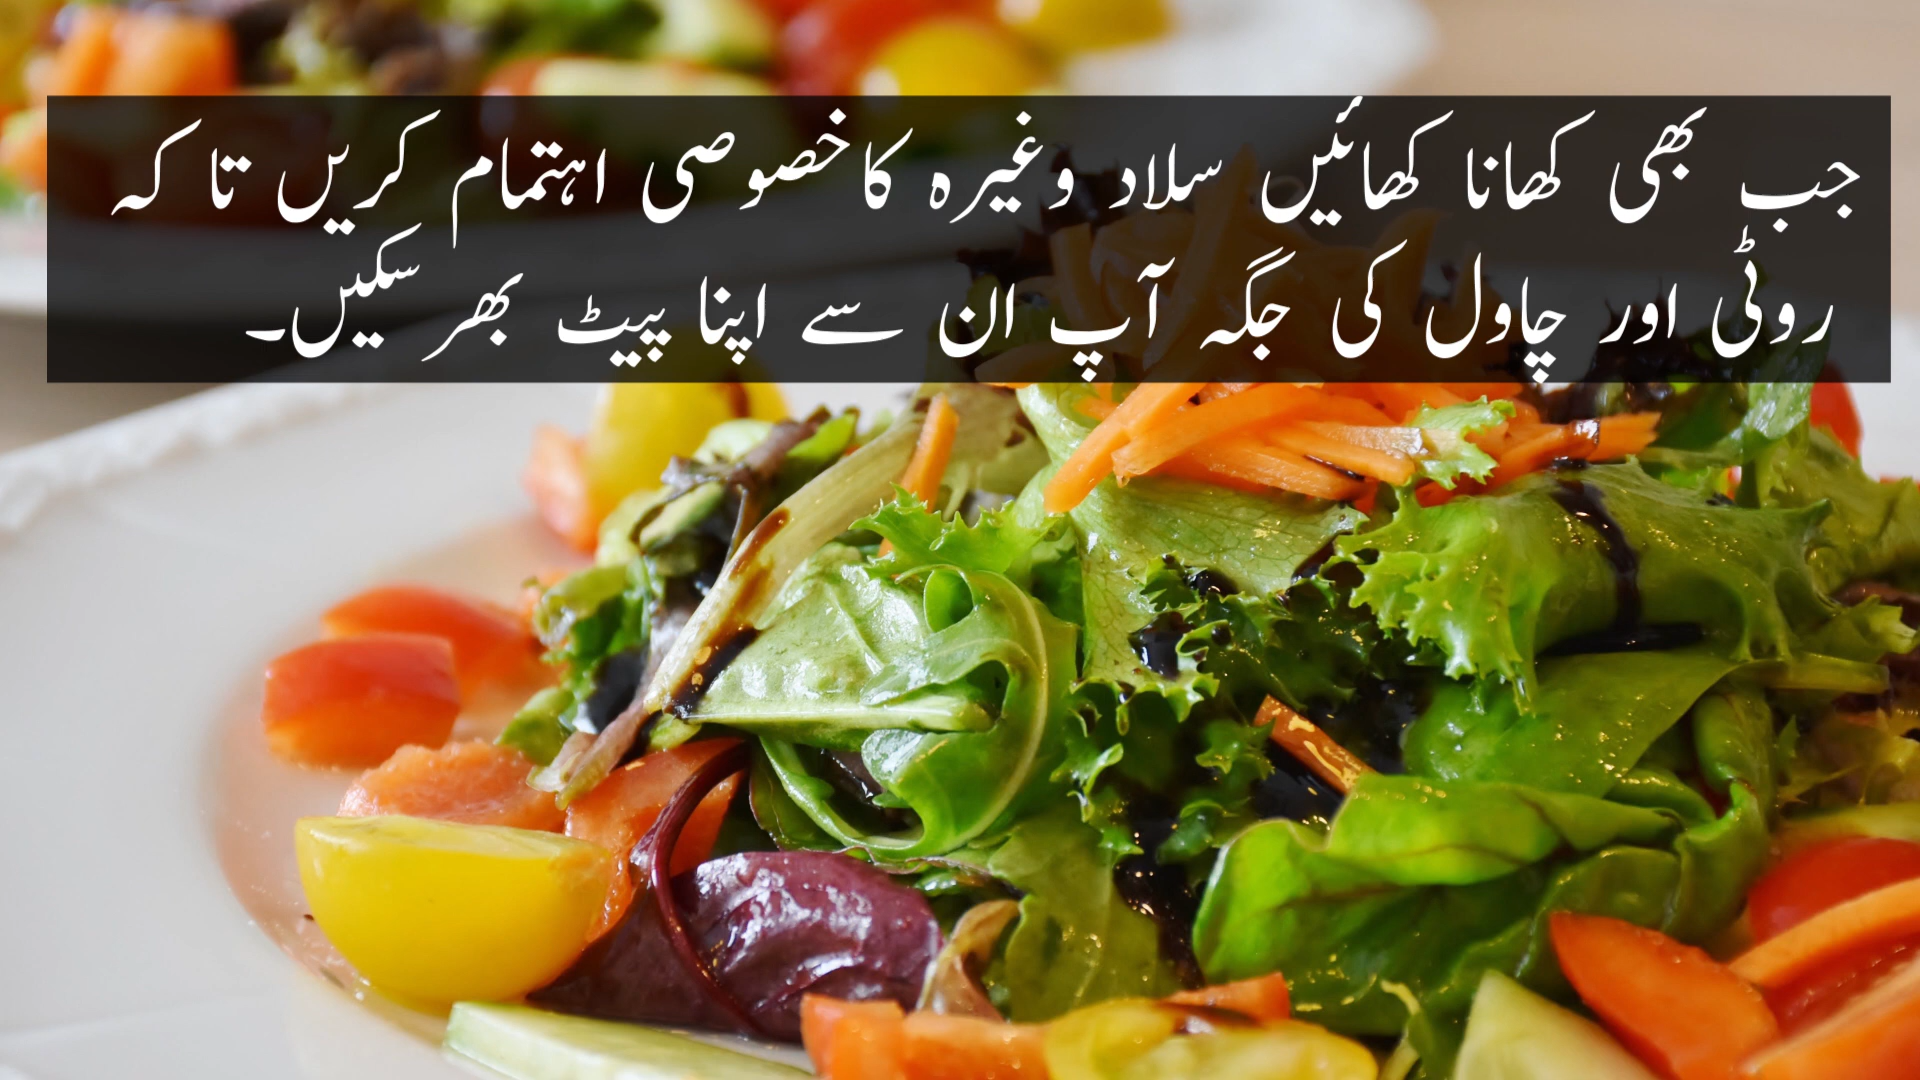 جب بھی کھانا کھائیں سلاد وغیرہ کا خصوصی اہتمام کریں تا کہ
روٹی اور چاول کی جگہ آپ ان سے اپنا پیٹ بھر سکیں۔